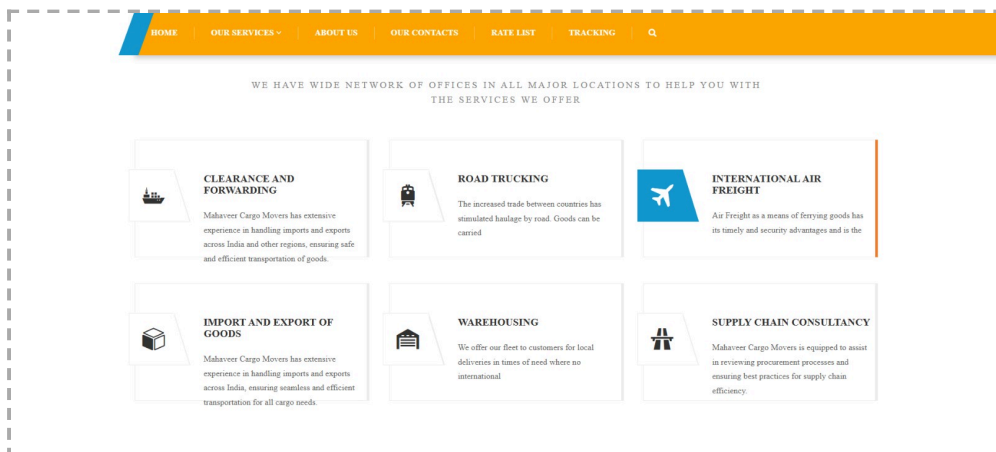 HOME OUR SERVICES ABOUT US OUR CONTACTS RATE LIST TRACKING
WE HAVE WIDE NETWORK OF OFFICES IN ALL MAJOR LOCATIONS TO HELP YOU WITH
THE SERVICES WE OFFER
CLEARANCE AND
FORWARDING
Mahaveer Cargo Movers has extensive
experience in handling imports and exports
across India and other regions, ensuring safe
and efficient transportation of goods.
ROAD TRUCKING
The increased trade between countries has
stimulated haulage by road. Goods can be
carried
INTERNATIONAL AIR
FREIGHT
Air Freight as a means of ferrying goods has
its timely and security advantages and is the
IMPORT AND EXPORT OF
GOODS
Mahaveer Cargo Movers has extensive
experience in handling imports and exports
across India, ensuring seamless and efficient
transportation for all cargo needs.
WAREHOUSING
We offer our fleet to customers for local
deliveries in times of need where no
international
SUPPLY CHAIN CONSULTANCY
Mahaveer Cargo Movers is equipped to assist
in reviewing procurement processes and
ensuring best practices for supply chain
efficiency.